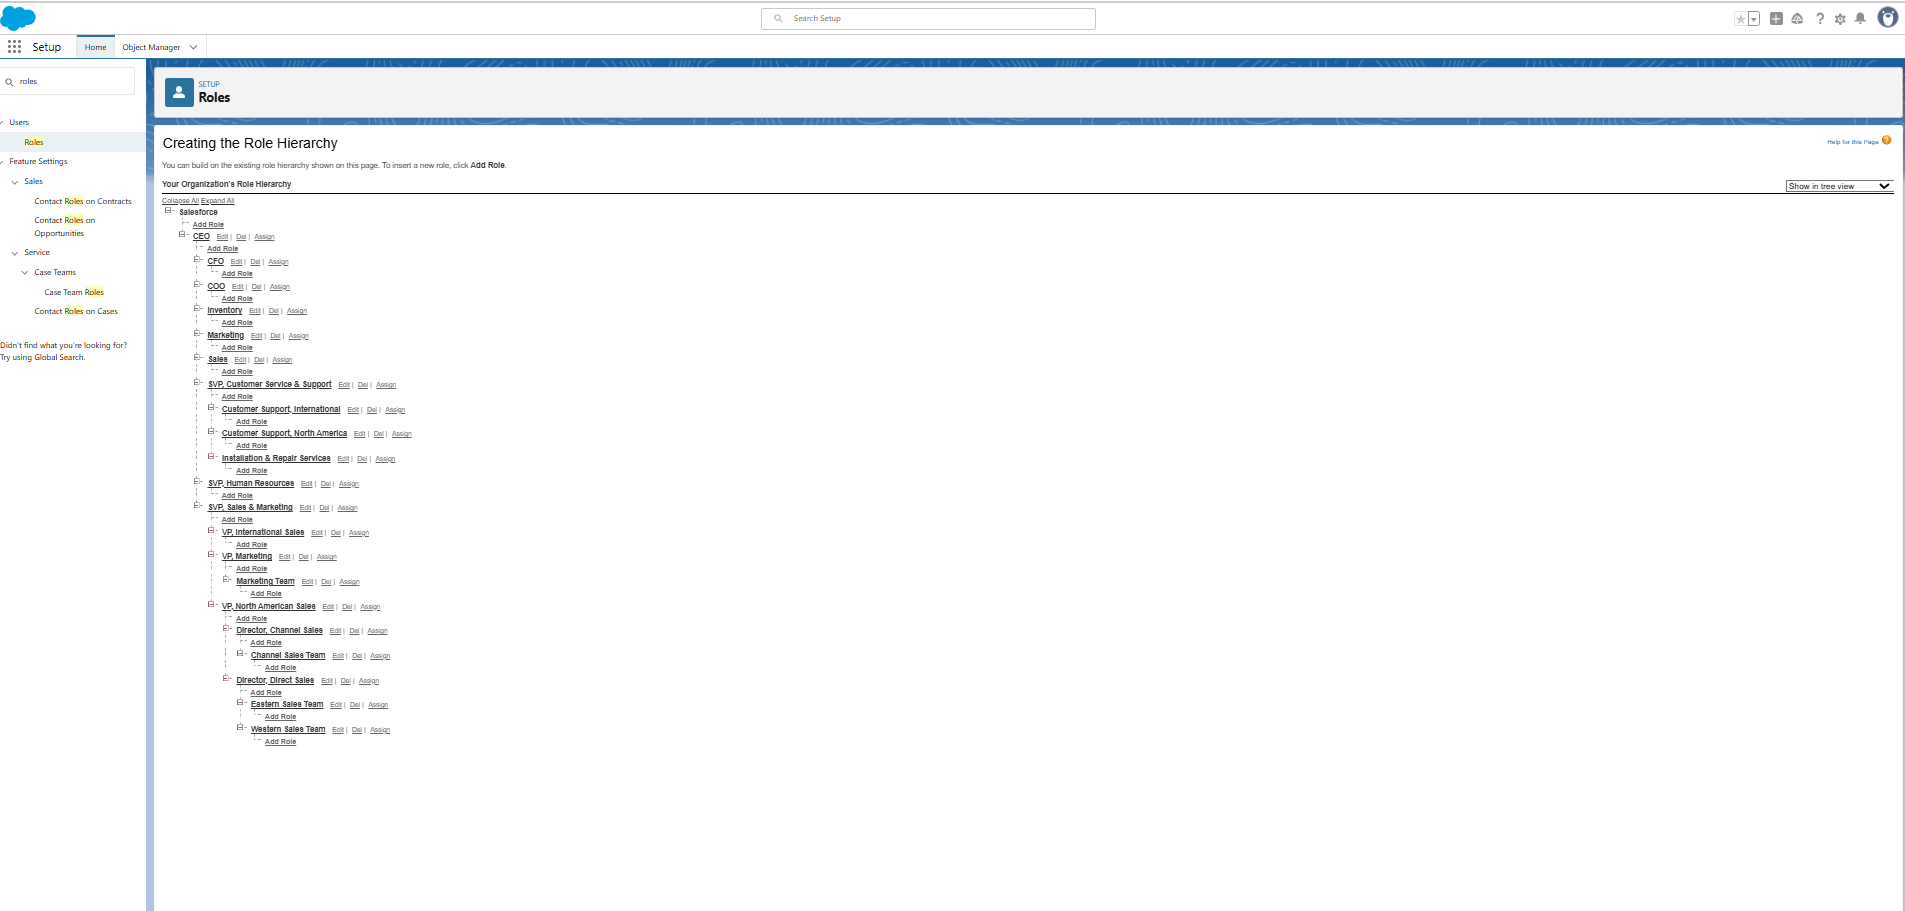 Search Setup
Setup
Home
Object Manager
roles
Users
Roles
Feature Settings
Sales
Contact Roles on Contracts
Contact Roles on
Opportunities
Service
Case Teams
Case Team Roles
Contact Roles on Cases
Didn't find what you're looking for?
Try using Global Search.
SETUP
Roles
Creating the Role Hierarchy
Help for this Page
You can build on the existing role hierarchy shown on this page. To insert a new role, click Add Role.
Your Organization's Role Hierarchy
Show in tree view
Collapse All Expand All
Salesforce
Add Role
CEO Edit | Del | Assign
Add Role
CFO Edit | Del | Assign
Add Role
COO Edit | Del | Assign
Add Role
Inventory Edit | Del | Assign
Add Role
Marketing Edit | Del | Assign
Add Role
Sales Edit | Del | Assign
Add Role
SVP, Customer Service & Support Edit | Del | Assign
Add Role
Customer Support, International Edit | Del | Assign
Add Role
Customer Support, North America Edit | Del | Assign
Add Role
Installation & Repair Services Edit | Del | Assign
Add Role
SVP, Human Resources Edit | Del | Assign
Add Role
SVP, Sales & Marketing Edit | Del | Assign
Add Role
VP, International Sales Edit | Del | Assign
Add Role
VP, Marketing Edit | Del | Assign
Add Role
Marketing Team Edit | Del | Assign
Add Role
VP, North American Sales Edit | Del | Assign
Add Role
Director, Channel Sales Edit | Del | Assign
Add Role
Channel Sales Team Edit | Del | Assign
Add Role
Director, Direct Sales Edit | Del | Assign
Add Role
Eastern Sales Team Edit | Del | Assign
Add Role
Western Sales Team Edit | Del | Assign
Add Role